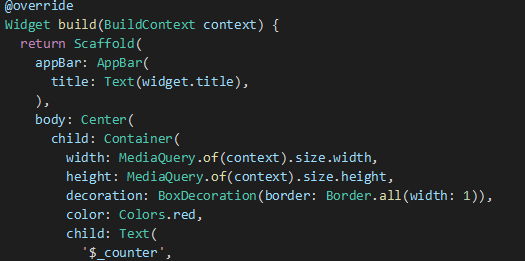 @override
Widget build(BuildContext context) {
return Scaffold(
appBar: AppBar(
title: Text(widget.title),
),
body: Center(
child: Container(
width: MediaQuery.of(context).size.width,
height: MediaQuery.of(context).size.height,
decoration: BoxDecoration(border: Border.all(width: 1)),
color: Colors.red,
child: Text(
'$_counter',